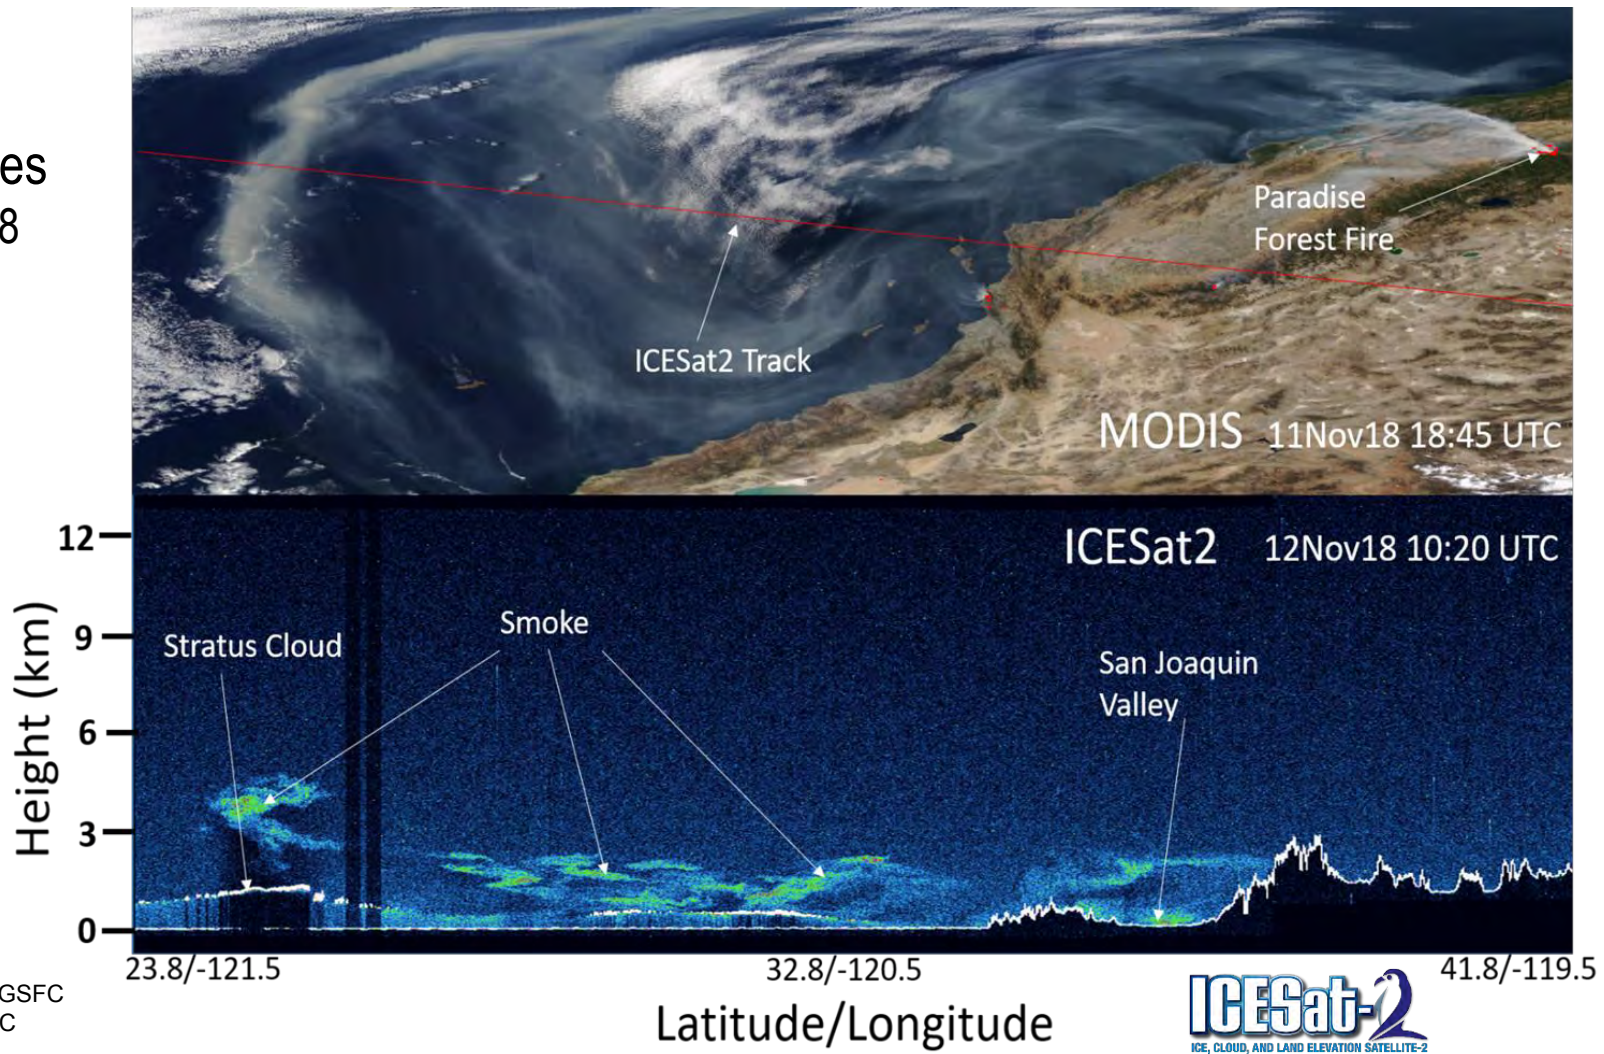 es
8
Paradise
Forest Fire
ICESat2 Track
MODIS 11Nov18 18:45 UTC
ICESat2 12Nov18 10:20 UTC
12
9
6
3
0
Height (km)
Stratus Cloud
Smoke
San Joaquin
Valley
23.8/-121.5
32.8/-120.5
41.8/-119.5
Latitude/Longitude
GSFC
C
ICESat-2
ICE, CLOUD, AND LAND ELEVATION SATELLITE-2